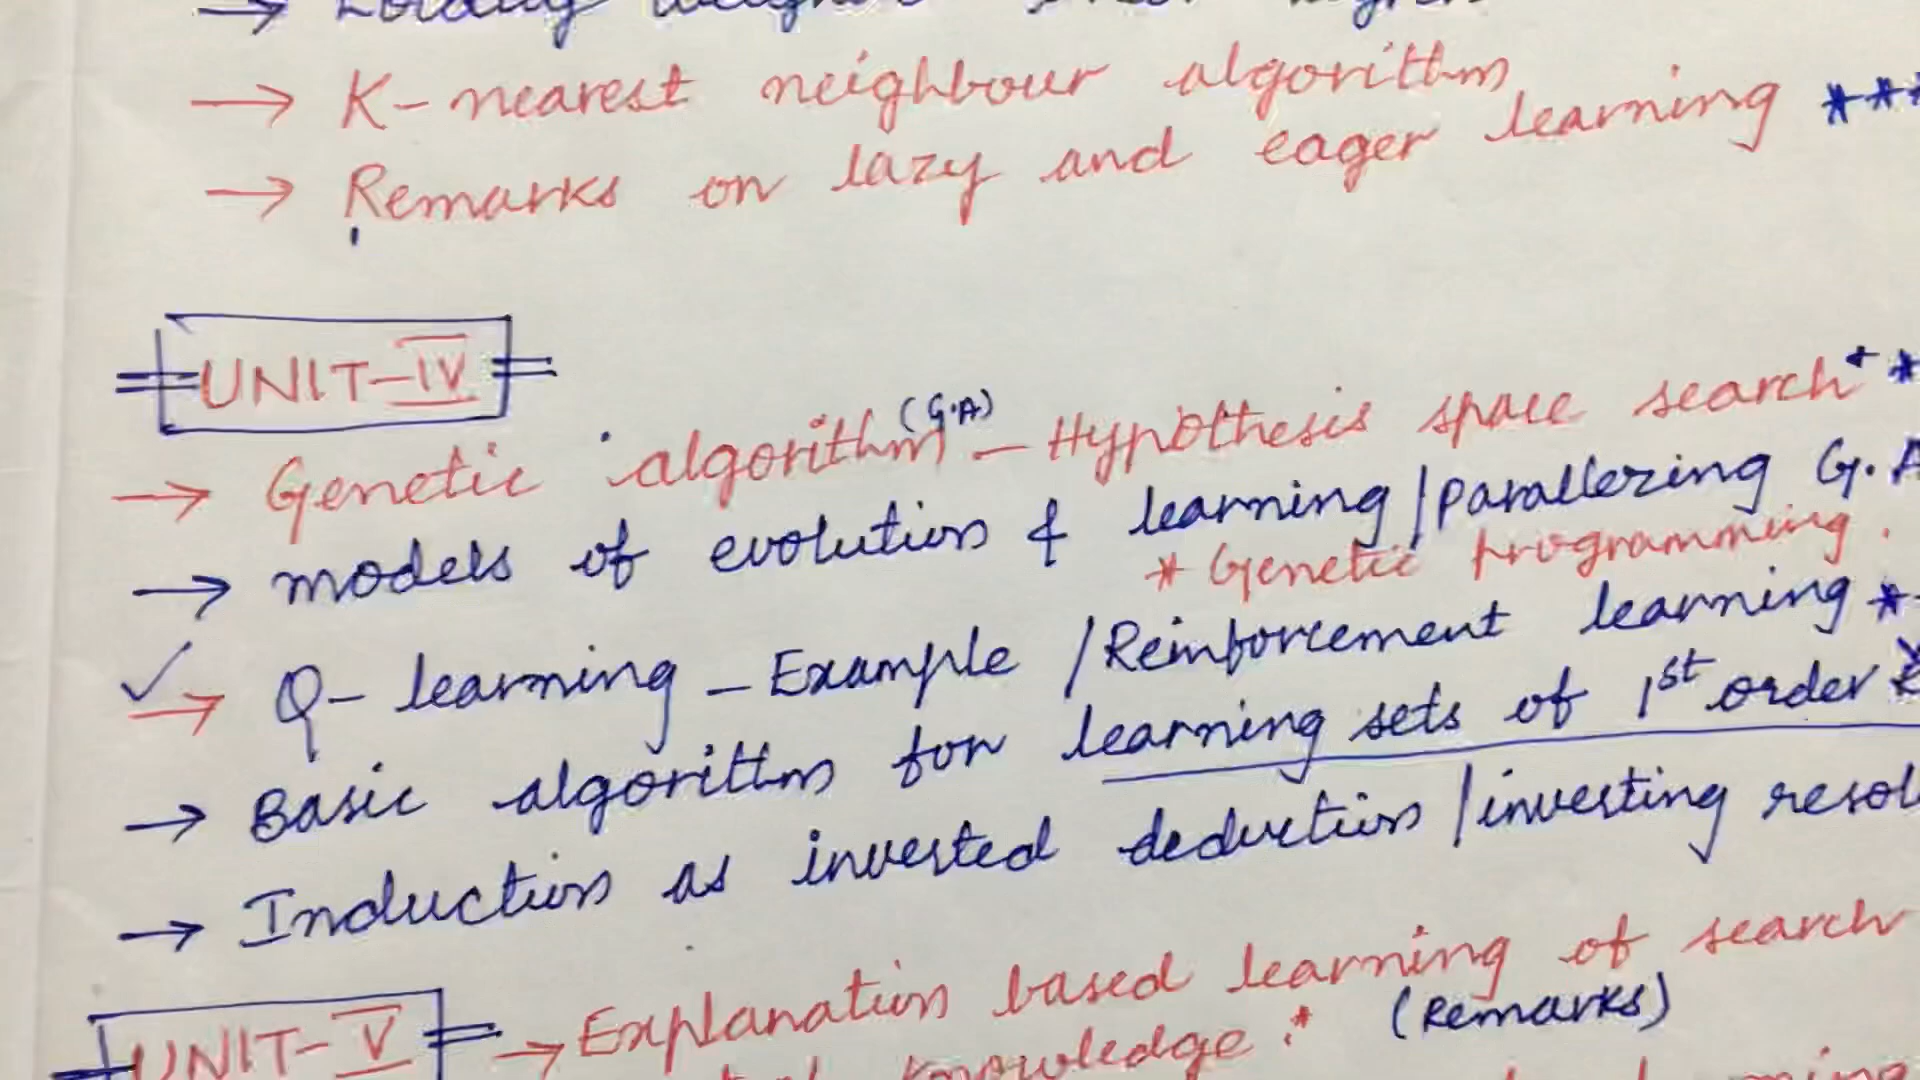 → K- nearest neighbour algorithm
→ Remarks on lazy and eager learning ***
UNIT-IV
→ Genetic algorithm (G.A) - Hypothesis space search **
→ models of evolution & learning / parallezing G.A
* Genetic programming.
✓→ Q- learning - Example / Reinforcement learning *
→ Basic algorithm for learning sets of 1st order
→ Induction as inverted deduction / inverting resol
UNIT-V → Explanation based learning of search
knowledge :* (Remarks)